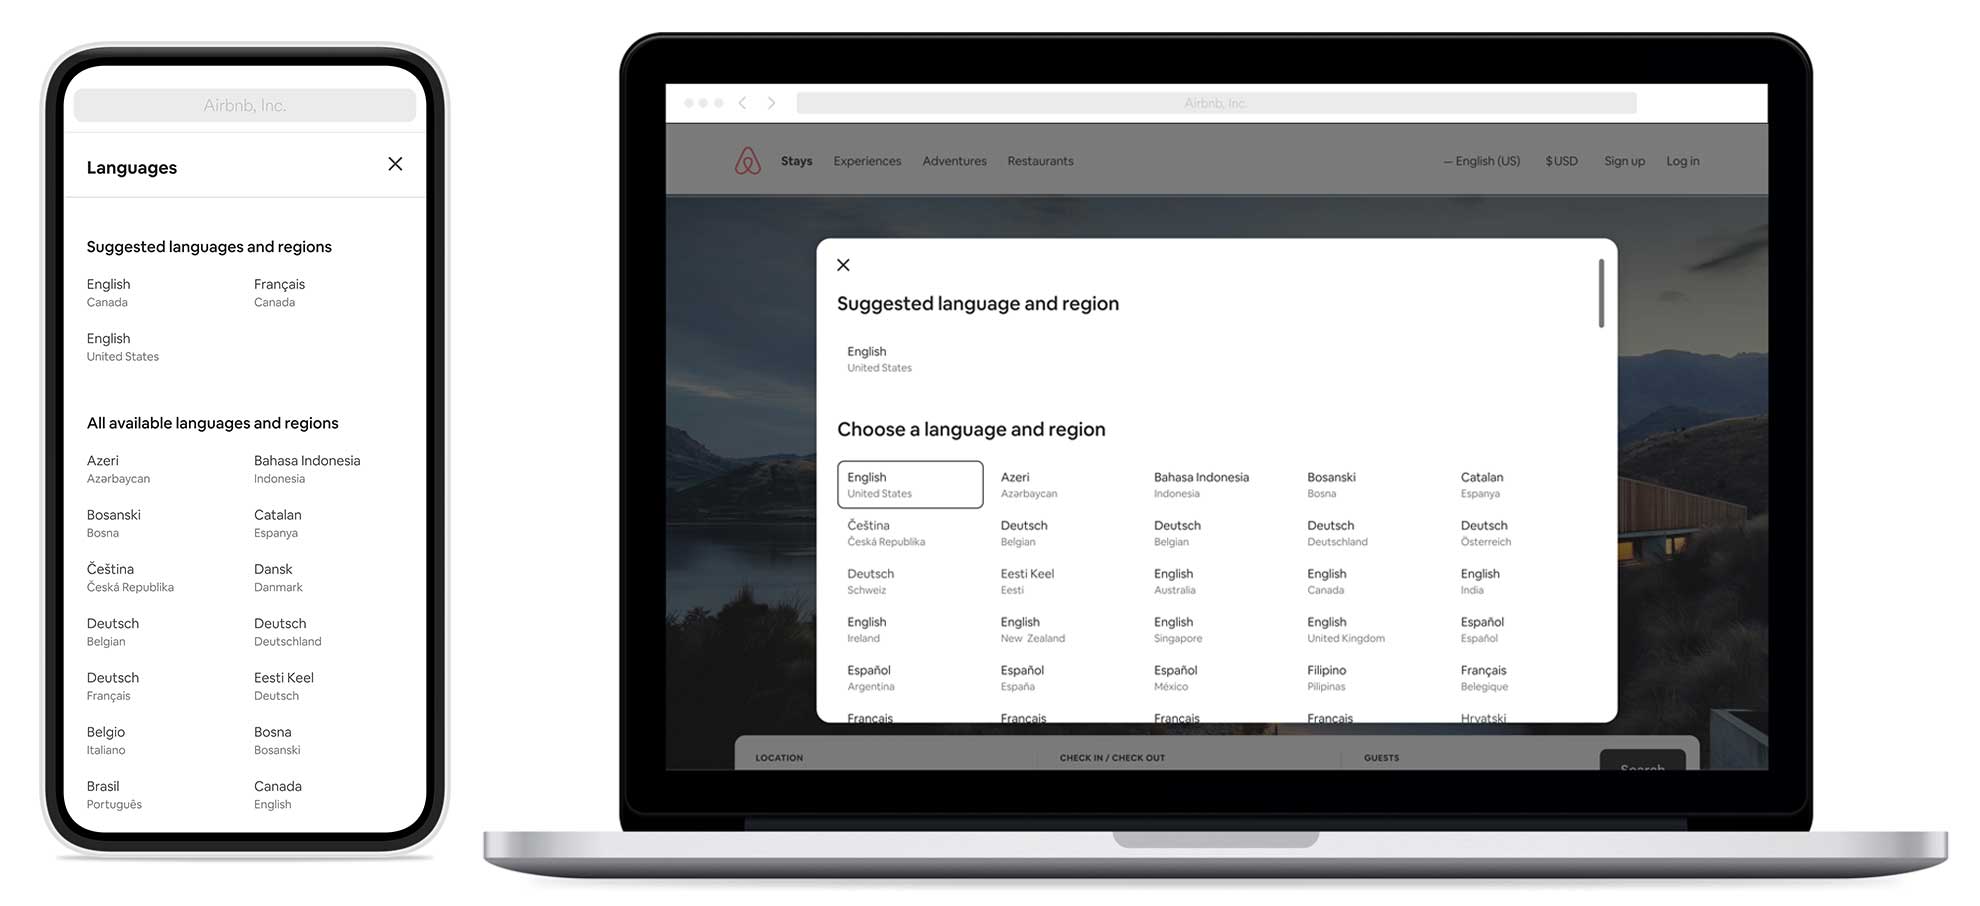 Airbnb, Inc.
Languages
Suggested languages and regions
English Français
Canada Canada
English
United States
All available languages and regions
Azeri Bahasa Indonesia
Azərbaycan Indonesia
Bosanski Catalan
Bosna Espanya
Čeština Dansk
Česká Republika Danmark
Deutsch Deutsch
Belgian Deutschland
Deutsch Eesti Keel
Français Deutsch
Belgio Bosna
Italiano Bosanski
Brasil Canada
Português English
Airbnb, Inc.
Stays Experiences Adventures Restaurants — English (US) $ USD Sign up Log in
Suggested language and region
English
United States
Choose a language and region
English Azeri Bahasa Indonesia Bosanski Catalan
United States Azərbaycan Indonesia Bosna Espanya
Čeština Deutsch Deutsch Deutsch Deutsch
Česká Republika Belgian Belgian Deutschland Österreich
Deutsch Eesti Keel English English English
Schweiz Eesti Australia Canada India
English English English English Español
Ireland New Zealand Singapore United Kingdom Español
Español Español Español Filipino Français
Argentina España México Pilipinas Belegique
Français Français Français Français Hrvatski
LOCATION CHECK IN / CHECK OUT GUESTS Search